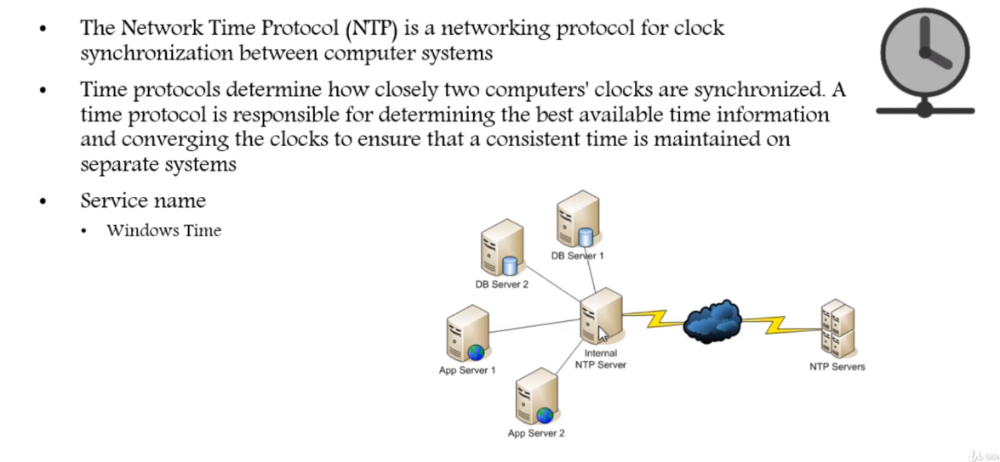 The Network Time Protocol (NTP) is a networking protocol for clock
synchronization between computer systems
Time protocols determine how closely two computers' clocks are synchronized. A
time protocol is responsible for determining the best available time information
and converging the clocks to ensure that a consistent time is maintained on
separate systems
Service name
Windows Time
DB Server 1
DB Server 2
App Server 1
Internal
NTP Server
NTP Servers
App Server 2